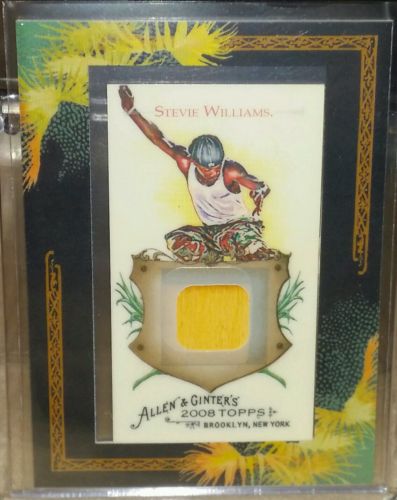 STEVIE WILLIAMS.
ALLEN & GINTER'S
2008 TOPPS
BROOKLYN, NEW YORK